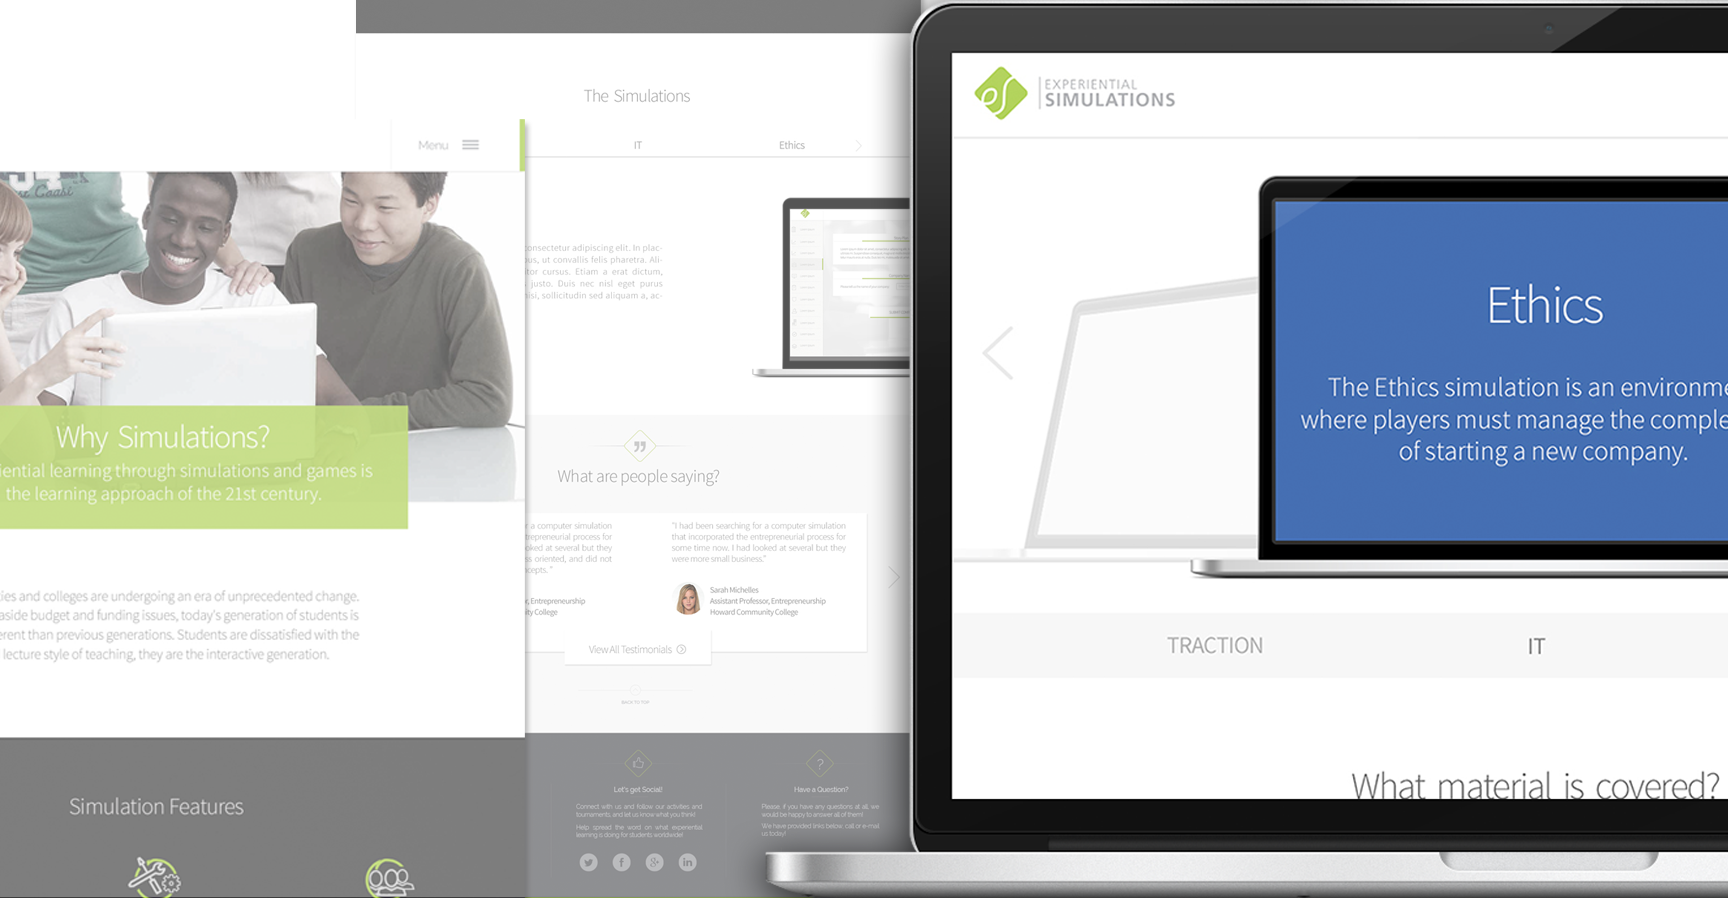 Menu
st Coast
Why Simulations?
iential learning through simulations and games is
the learning approach of the 21st century.
ties and colleges are undergoing an era of unprecedented change.
aside budget and funding issues, today's generation of students is
erent than previous generations. Students are dissatisfied with the
lecture style of teaching, they are the interactive generation.
Simulation Features
The Simulations
IT
Ethics
onsectetur adipiscing elit. In plac-
us, ut convallis felis pharetra. Ali-
tor cursus. Etiam a erat dictum,
justo. Duis nec nisl eget purus
nisi, sollicitudin sed aliquam a, ac-
What are people saying?
r a computer simulation
trepreneurial process for
oked at several but they
ss oriented, and did not
ncepts."
r, Entrepreneurship
ity College
"I had been searching for a computer simulation
that incorporated the entrepreneurial process for
some time now. I had looked at several but they
were more small business."
Sarah Michelles
Assistant Professor, Entrepreneurship
Howard Community College
View All Testimonials
BACK TO TOP
Let's get Social!
Connect with us and follow our activities and
tournaments, and let us know what you think!
Help spread the word on what experiential
learning is doing for students worldwide!
Have a Question?
Please, if you have any questions at all, we
would be happy to answer all of them!
We have provided links below: call or e-mail
us today!
EXPERIENTIAL
SIMULATIONS
Ethics
The Ethics simulation is an environme
where players must manage the comple
of starting a new company.
TRACTION
IT
What material is covered?